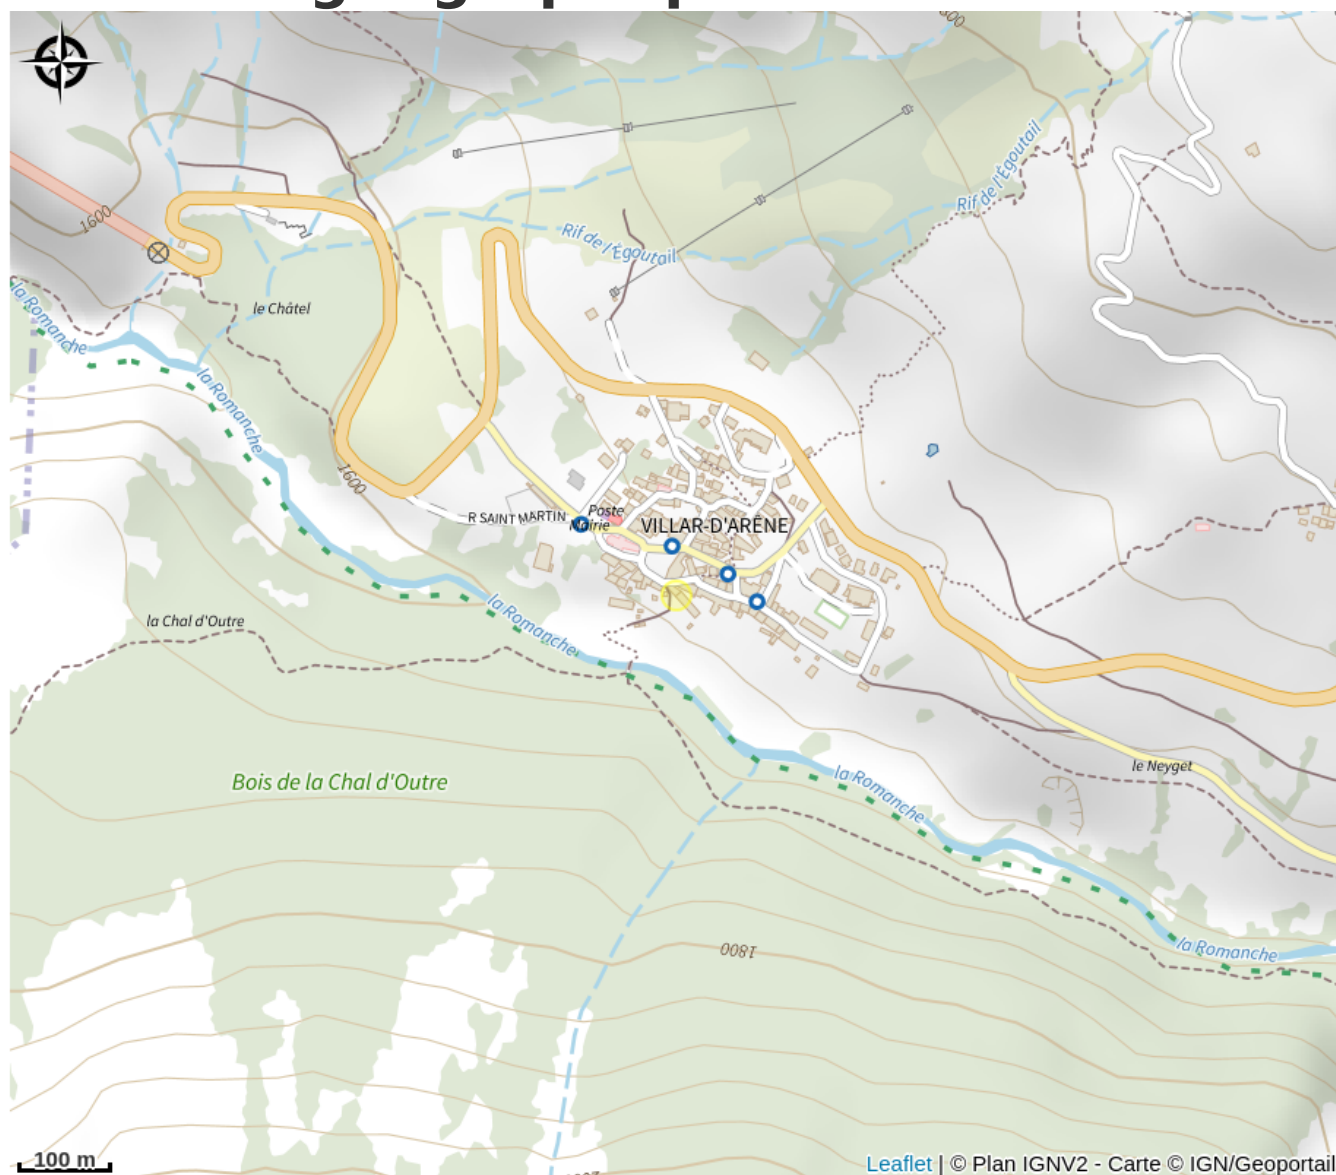 1600
Rif de l'Égoutail
Rif de l'Égoutail
le Châtel
la Romanche
la Romanche
1600
R SAINT MARTIN
Poste
Mairie
VILLAR-D'ARÊNE
la Romanche
la Chal d'Outre
Bois de la Chal d'Outre
le Neyget
la Romanche
1800
la Romanche
100 m
Leaflet | © Plan IGNV2 - Carte © IGN/Geoportail